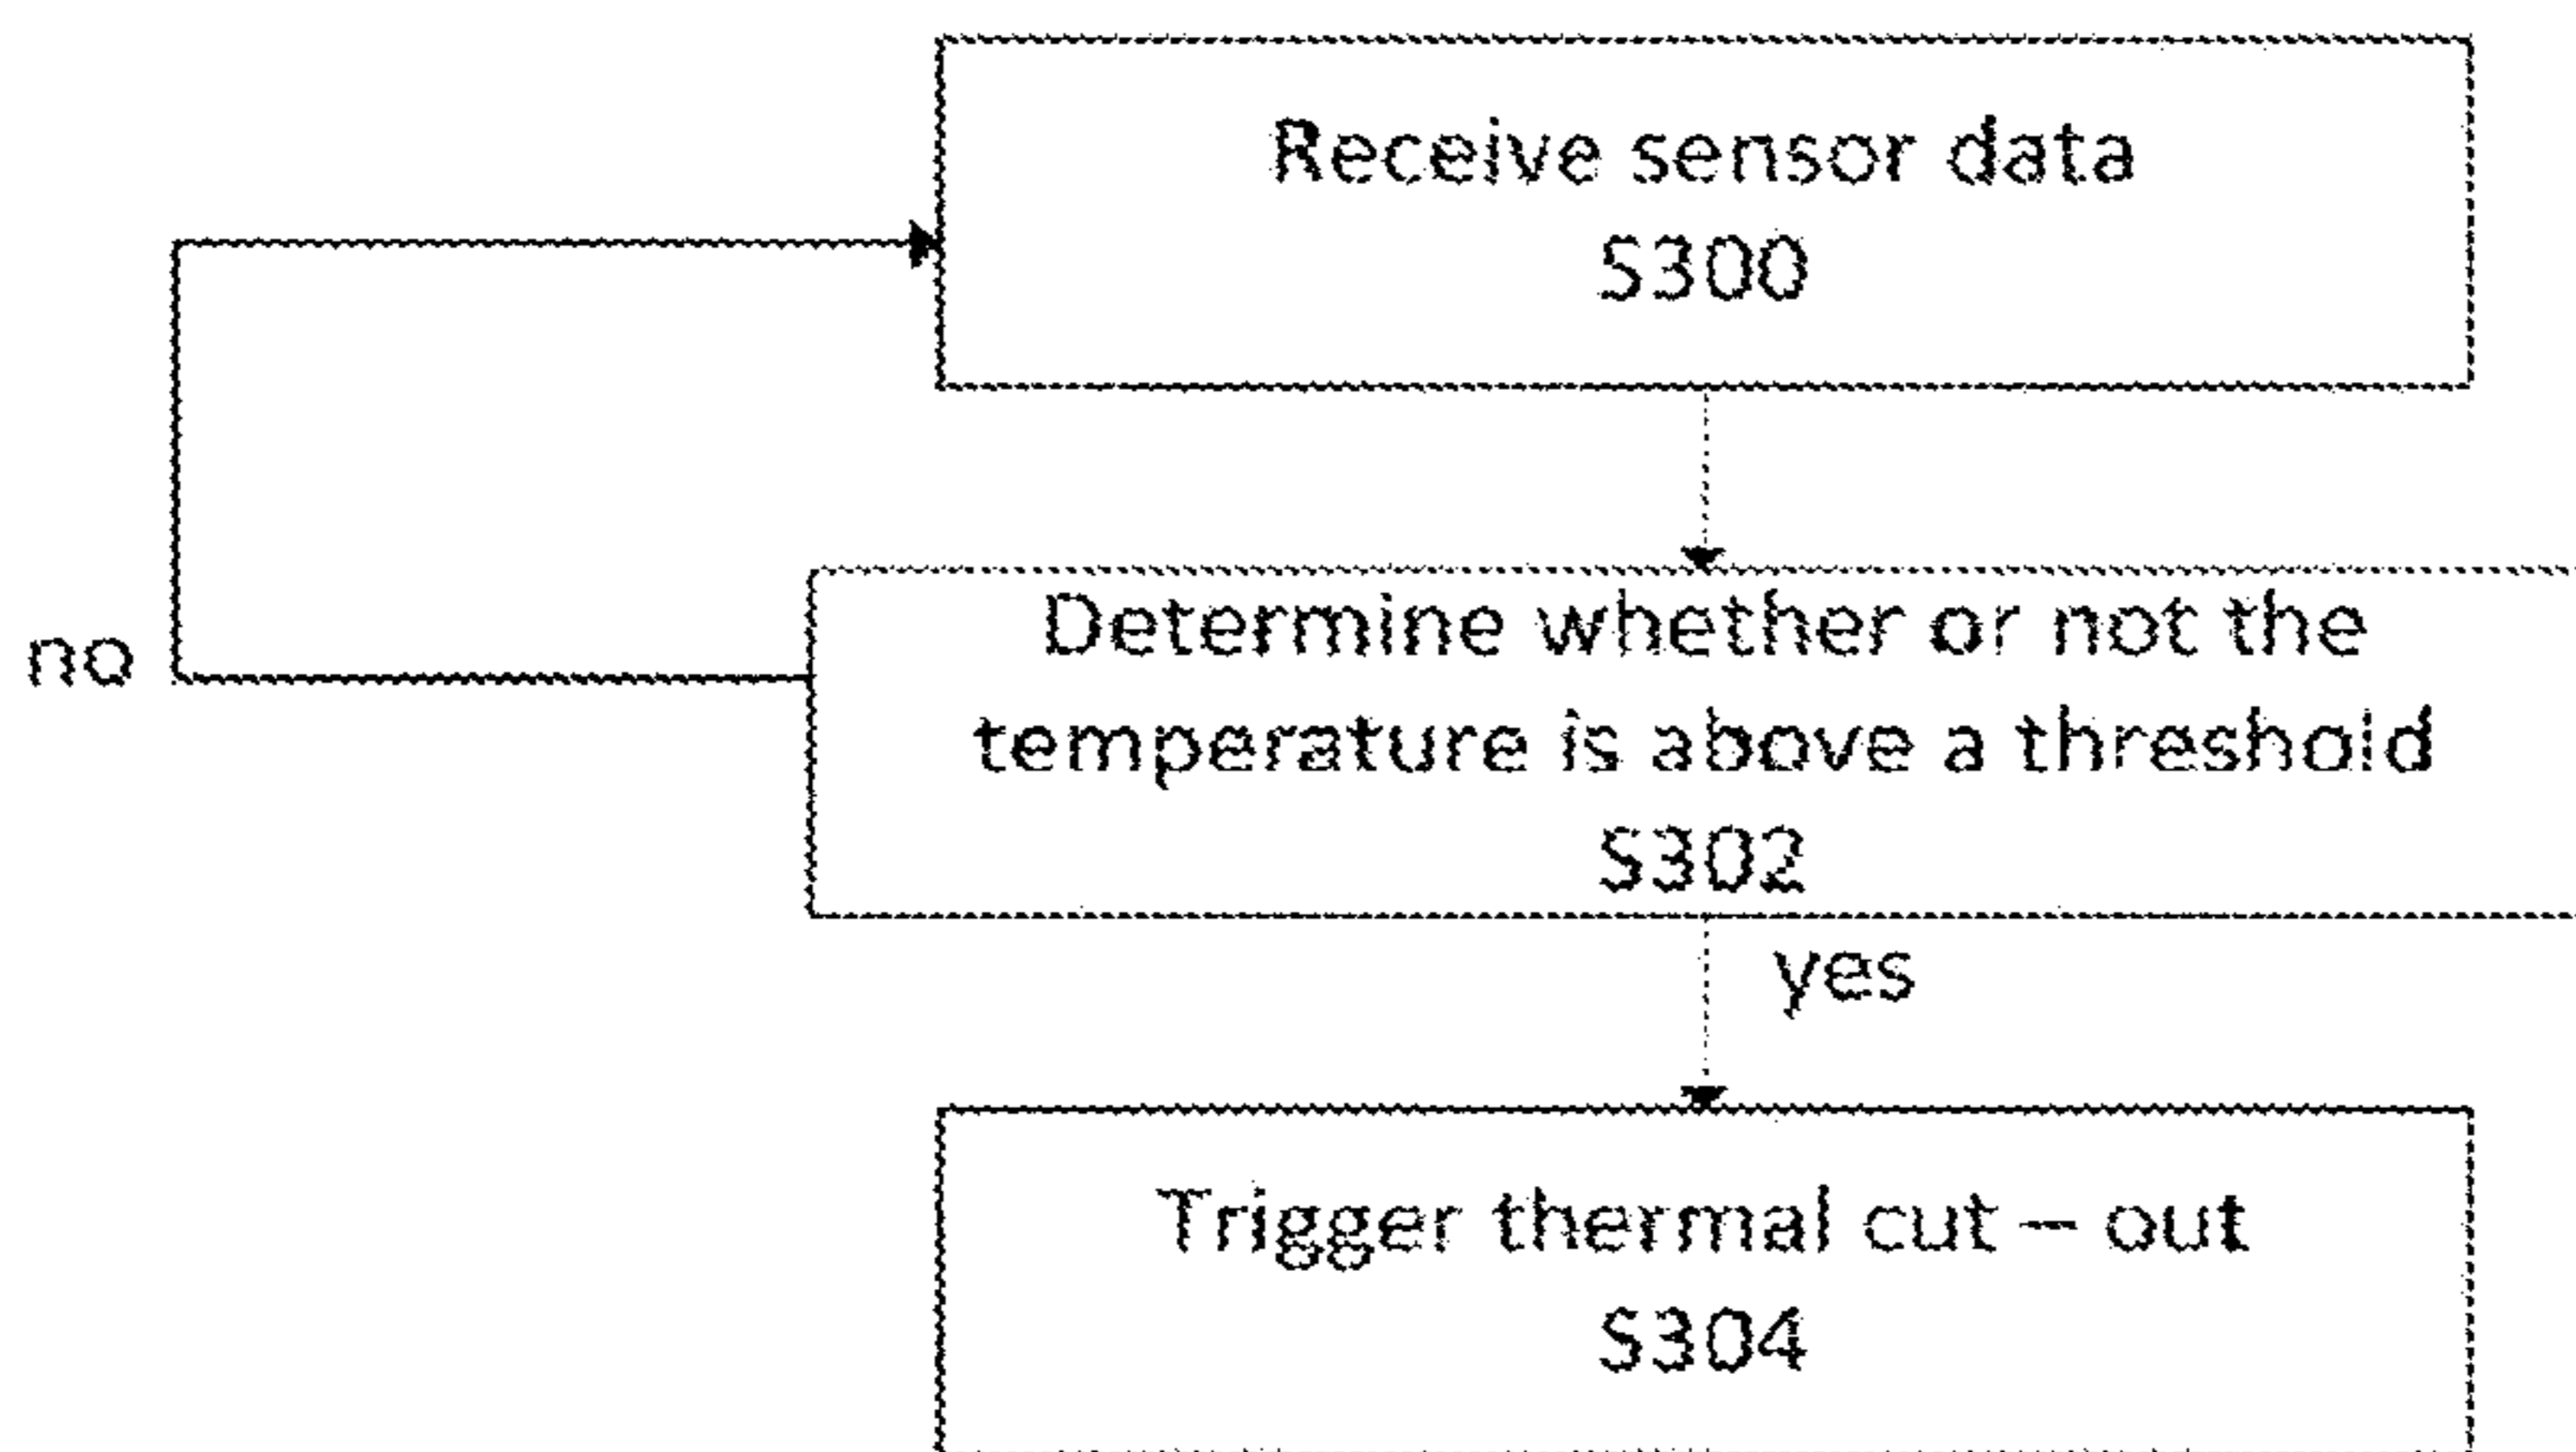 Receive sensor data
S300
no
Determine whether or not the
temperature is above a threshold
S302
yes
Trigger thermal cut – out
S304